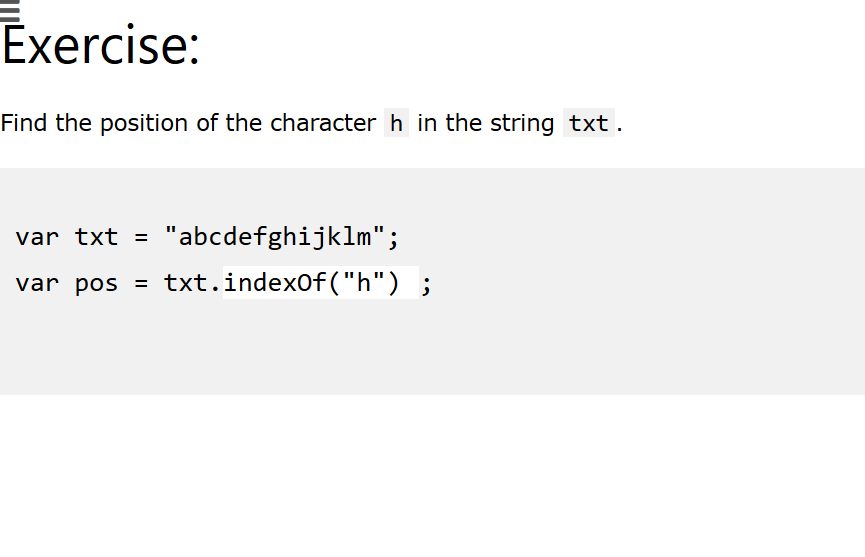 Exercise:
Find the position of the character h in the string txt.
var txt = "abcdefghijklm";
var pos = txt.indexOf("h") ;